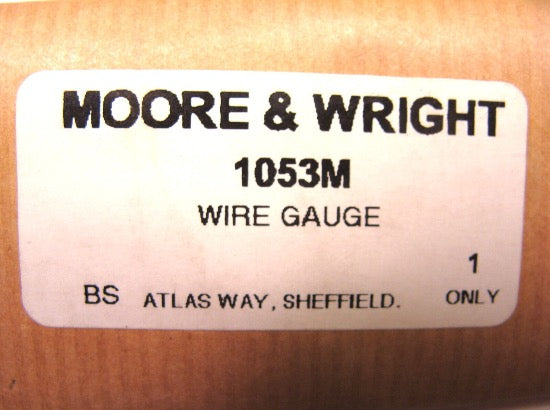 MOORE & WRIGHT
1053M
WIRE GAUGE
1
BS ATLAS WAY, SHEFFIELD. ONLY